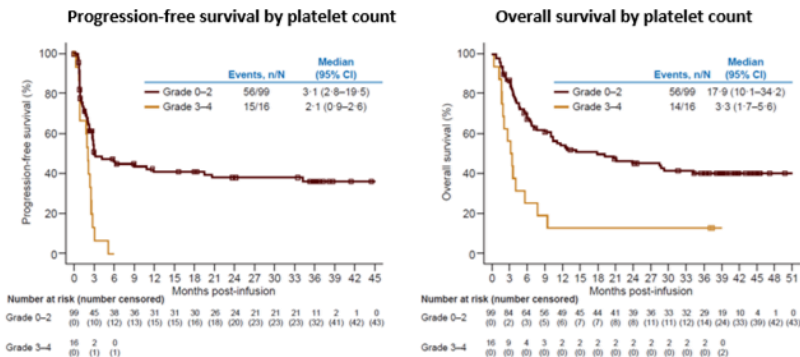 Progression-free survival by platelet count
Events, n/N
Median
(95% CI)
Grade 0–2 56/99 3·1 (2·8–19·5)
Grade 3–4 15/16 2·1 (0·9–2·6)
Progression-free survival (%)
100
80
60
40
20
0
0 3 6 9 12 15 18 21 24 27 30 33 36 39 42 45
Months post-infusion
Number at risk (number censored)
Grade 0–2 99 45 38 36 31 31 30 26 24 21 21 21 11 2 1 0
(0) (10) (12) (13) (15) (15) (16) (18) (20) (21) (21) (21) (32) (41) (42) (43)
Grade 3–4 16 2 0
(0) (1) (1)
Overall survival by platelet count
Events, n/N
Median
(95% CI)
Grade 0–2 56/99 17·9 (10·1–34·2)
Grade 3–4 14/16 3·3 (1·7–5·6)
Overall survival (%)
100
80
60
40
20
0
0 3 6 9 12 15 18 21 24 27 30 33 36 39 42 45 48 51
Months post-infusion
Number at risk (number censored)
Grade 0–2 99 84 64 56 49 45 44 41 39 36 33 32 29 19 10 4 1 0
(0) (2) (5) (6) (7) (7) (8) (8) (11) (11) (12) (14) (24) (33) (39) (42) (43)
Grade 3–4 16 9 4 3 2 2 2 2 2 2 2 2 2 0
(0) (0) (0) (0) (0) (0) (0) (0) (0) (0) (0) (0) (0) (2)